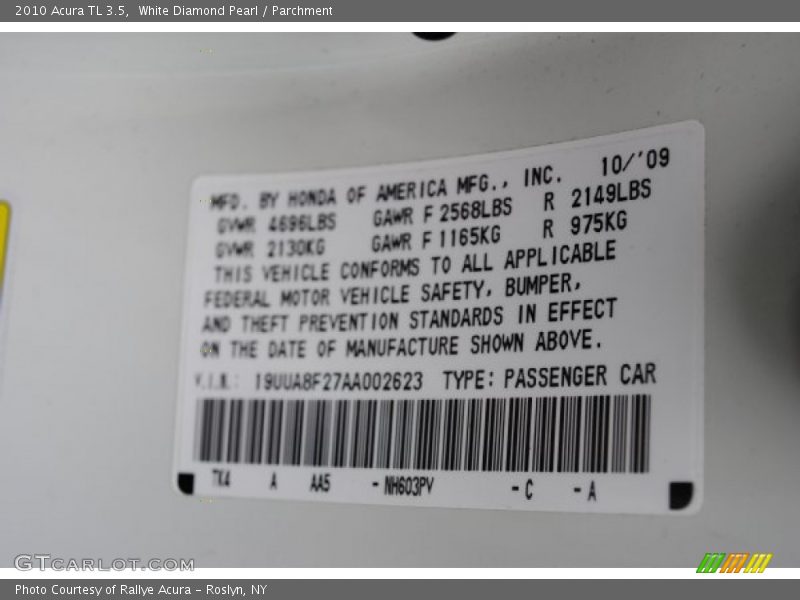 2010 Acura TL 3.5,  White Diamond Pearl / Parchment
MFD. BY HONDA OF AMERICA MFG., INC. 10/'09
GVWR 4696LBS GAWR F 2568LBS R 2149LBS
GVWR 2130KG GAWR F 1165KG R 975KG
THIS VEHICLE CONFORMS TO ALL APPLICABLE
FEDERAL MOTOR VEHICLE SAFETY, BUMPER,
AND THEFT PREVENTION STANDARDS IN EFFECT
ON THE DATE OF MANUFACTURE SHOWN ABOVE.
V.I.N.: 19UUA8F27AA002623 TYPE: PASSENGER CAR
TK4 A AA5 -NH603PV -C -A
GTCARLOT.COM
Photo Courtesy of Rallye Acura – Roslyn, NY